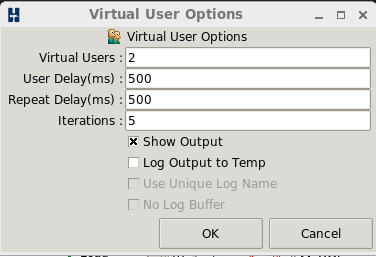 Virtual User Options
Virtual User Options
Virtual Users : 2
User Delay(ms) : 500
Repeat Delay(ms) : 500
Iterations : 5
Show Output
Log Output to Temp
Use Unique Log Name
No Log Buffer
OK Cancel